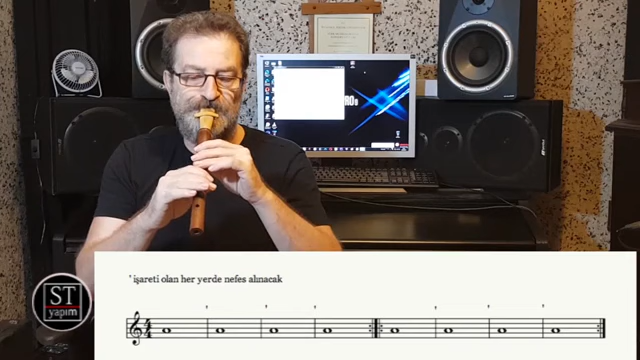 ' işareti olan her yerde nefes alınacak
ST
yapım